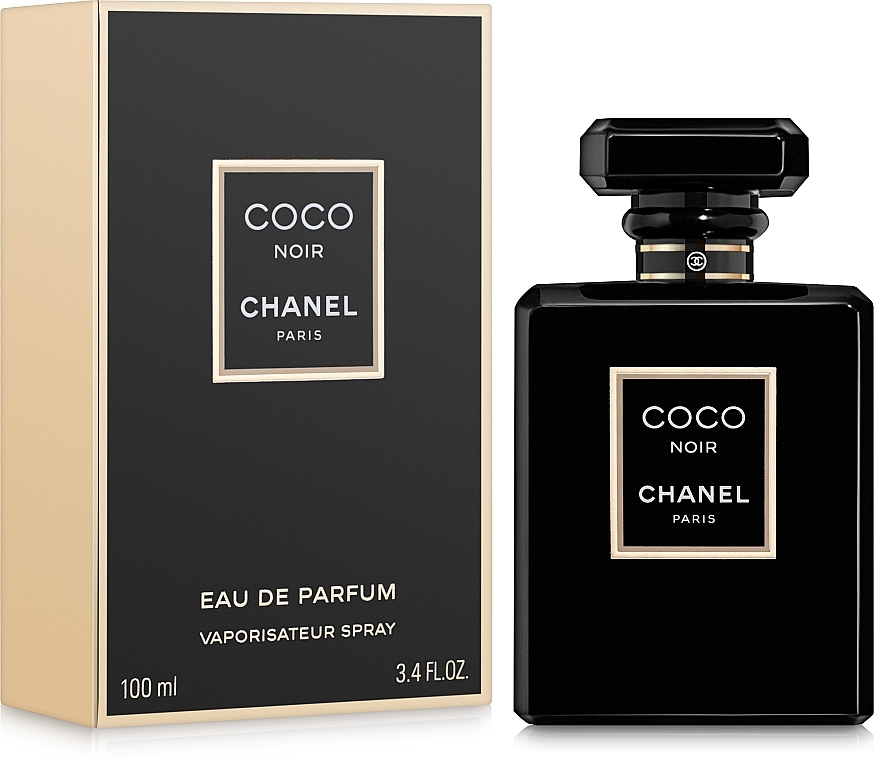 COCO
NOIR
CHANEL
PARIS
EAU DE PARFUM
VAPORISATEUR SPRAY
100 ml
3.4 FL.OZ.
COCO
NOIR
CHANEL
PARIS